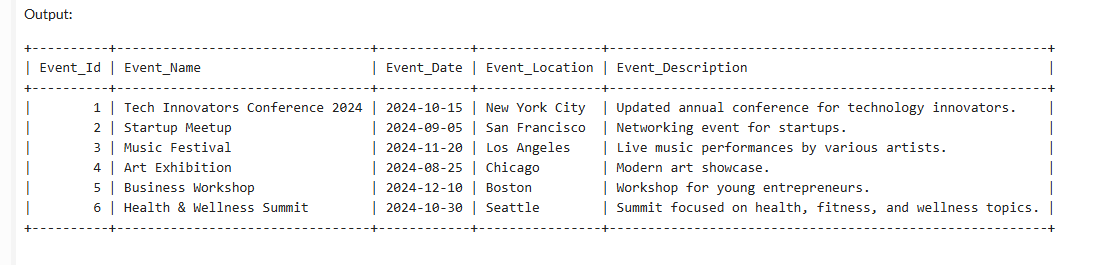 Output:
+----------+--------------------------------+------------+----------------+-------------------------------------------------------+
| Event_Id | Event_Name                     | Event_Date | Event_Location | Event_Description                                     |
+----------+--------------------------------+------------+----------------+-------------------------------------------------------+
|        1 | Tech Innovators Conference 2024 | 2024-10-15 | New York City  | Updated annual conference for technology innovators.    |
|        2 | Startup Meetup                 | 2024-09-05 | San Francisco  | Networking event for startups.                        |
|        3 | Music Festival                 | 2024-11-20 | Los Angeles    | Live music performances by various artists.           |
|        4 | Art Exhibition                 | 2024-08-25 | Chicago        | Modern art showcase.                                  |
|        5 | Business Workshop              | 2024-12-10 | Boston         | Workshop for young entrepreneurs.                     |
|        6 | Health & Wellness Summit       | 2024-10-30 | Seattle        | Summit focused on health, fitness, and wellness topics. |
+----------+--------------------------------+------------+----------------+-------------------------------------------------------+